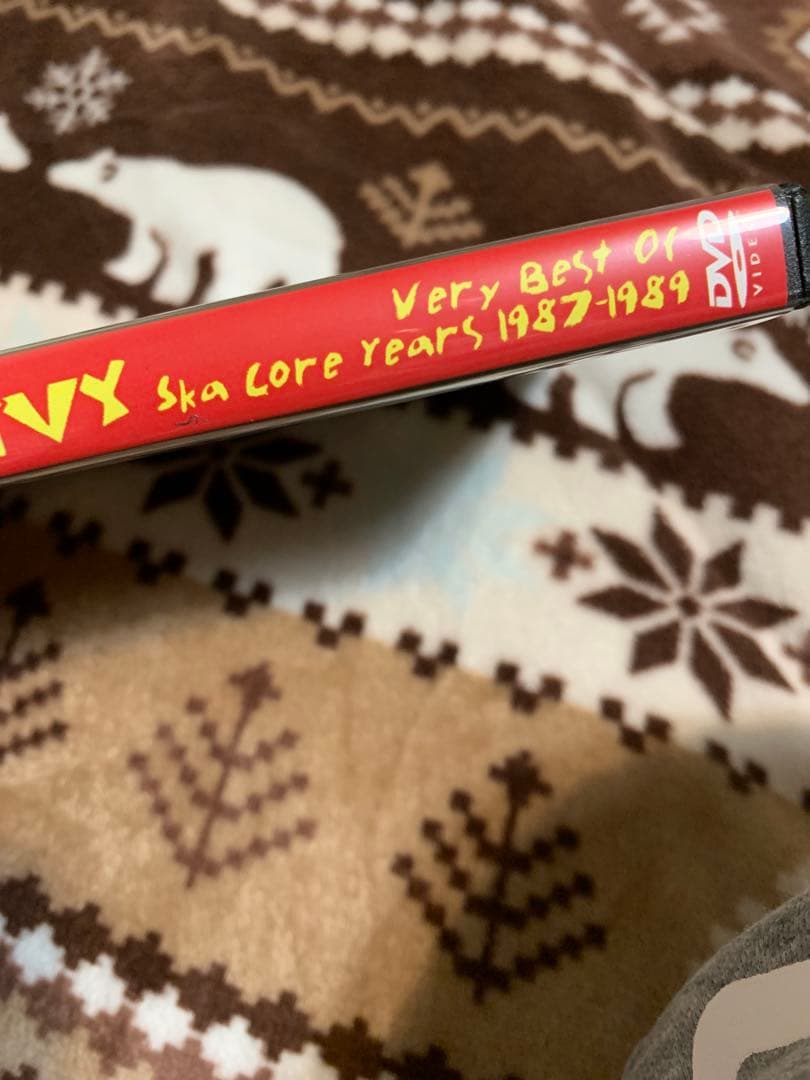 Very Best Of
VY Ska Core Years 1987-1989
DVD
VIDEO